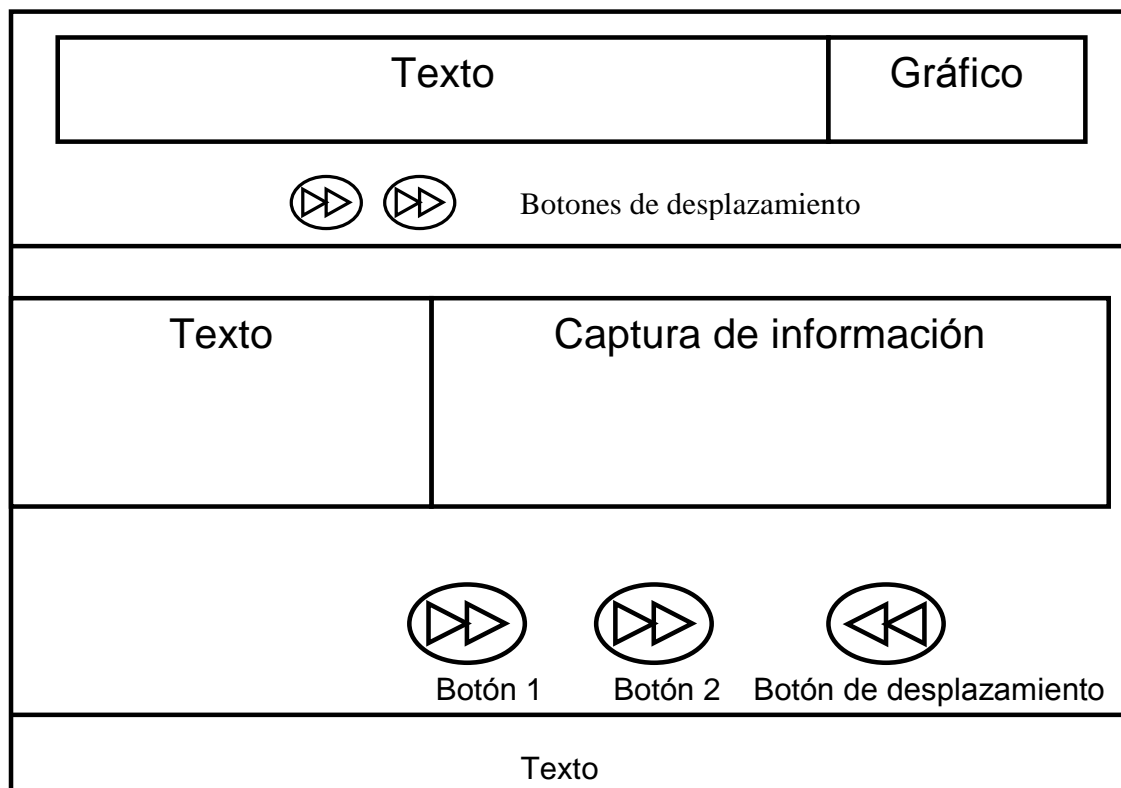 Texto
Gráfico
Botones de desplazamiento
Texto
Captura de información
Botón 1
Botón 2
Botón de desplazamiento
Texto